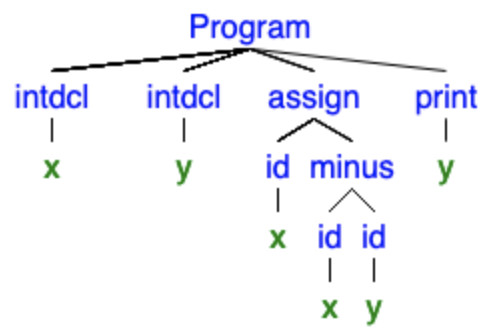 Program
intdcl intdcl assign print
x y id minus y
x id id
x y